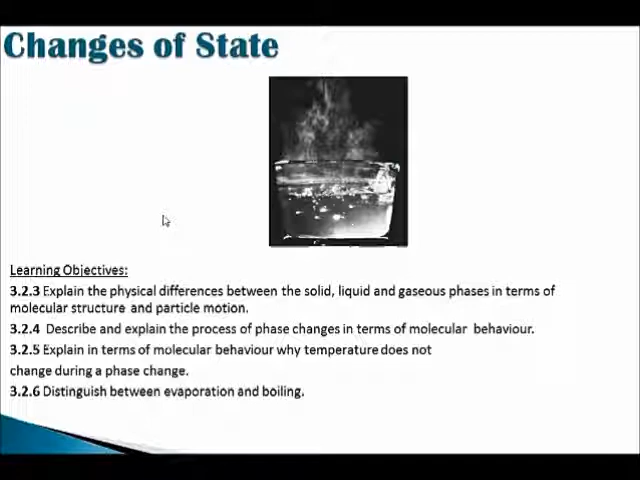 Changes of State
Learning Objectives:
3.2.3 Explain the physical differences between the solid, liquid and gaseous phases in terms of
molecular structure and particle motion.
3.2.4 Describe and explain the process of phase changes in terms of molecular behaviour.
3.2.5 Explain in terms of molecular behaviour why temperature does not
change during a phase change.
3.2.6 Distinguish between evaporation and boiling.